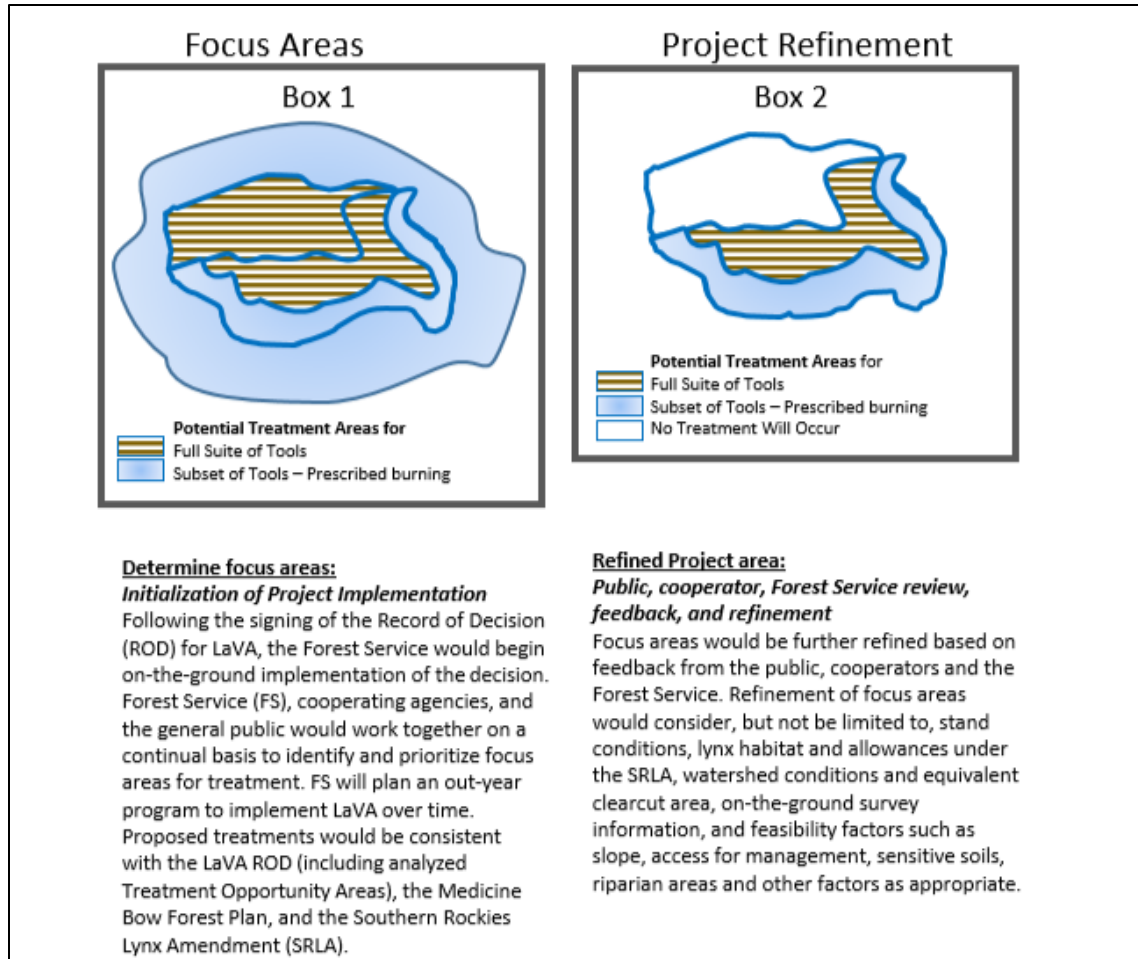 Focus Areas
Box 1
Potential Treatment Areas for
Full Suite of Tools
Subset of Tools – Prescribed burning
Determine focus areas:
Initialization of Project Implementation
Following the signing of the Record of Decision
(ROD) for LaVA, the Forest Service would begin
on-the-ground implementation of the decision.
Forest Service (FS), cooperating agencies, and
the general public would work together on a
continual basis to identify and prioritize focus
areas for treatment. FS will plan an out-year
program to implement LaVA over time.
Proposed treatments would be consistent
with the LaVA ROD (including analyzed
Treatment Opportunity Areas), the Medicine
Bow Forest Plan, and the Southern Rockies
Lynx Amendment (SRLA).
Project Refinement
Box 2
Potential Treatment Areas for
Full Suite of Tools
Subset of Tools – Prescribed burning
No Treatment Will Occur
Refined Project area:
Public, cooperator, Forest Service review,
feedback, and refinement
Focus areas would be further refined based on
feedback from the public, cooperators and the
Forest Service. Refinement of focus areas
would consider, but not be limited to, stand
conditions, lynx habitat and allowances under
the SRLA, watershed conditions and equivalent
clearcut area, on-the-ground survey
information, and feasibility factors such as
slope, access for management, sensitive soils,
riparian areas and other factors as appropriate.